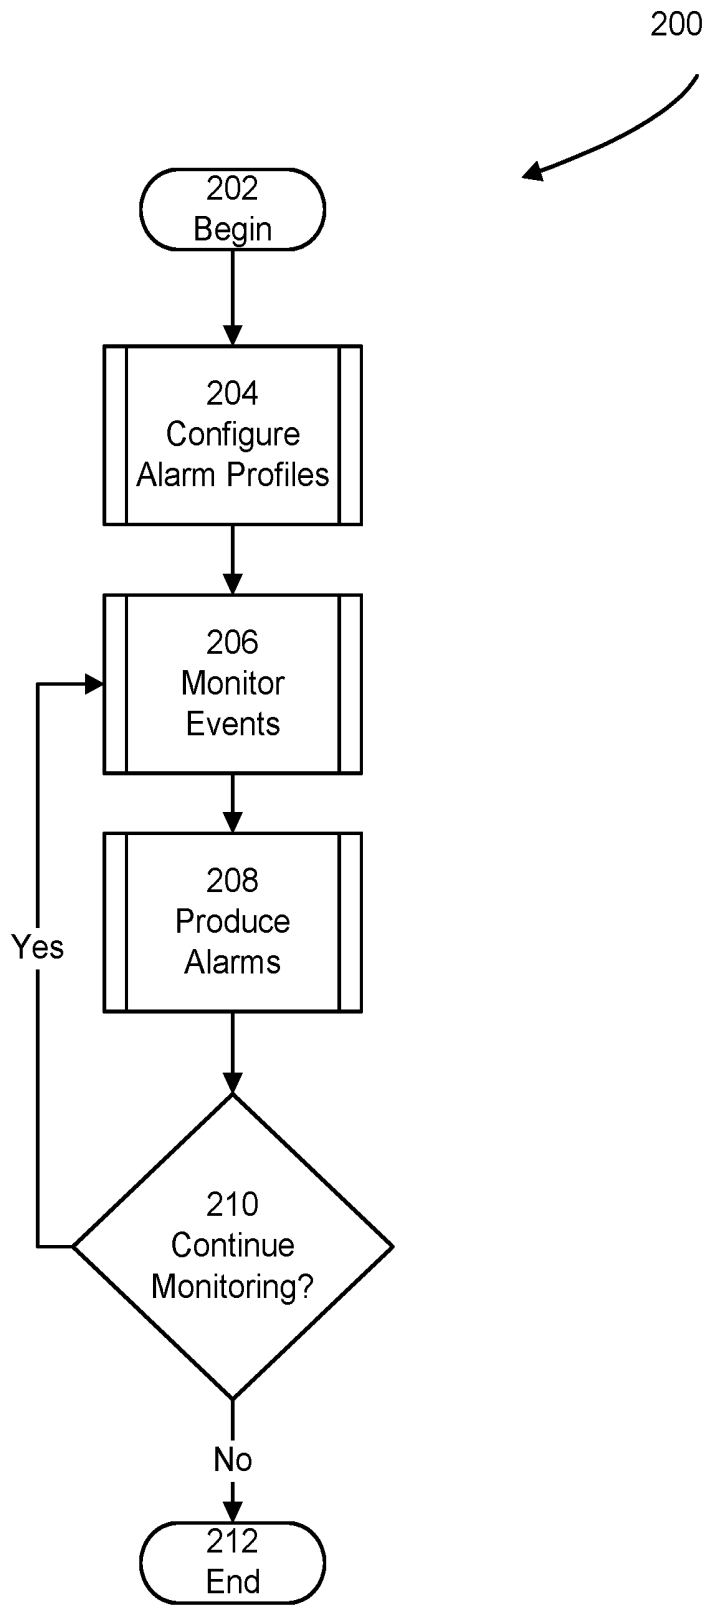 200
202
Begin
204
Configure
Alarm Profiles
206
Monitor
Events
208
Produce
Alarms
Yes
210
Continue
Monitoring?
No
212
End